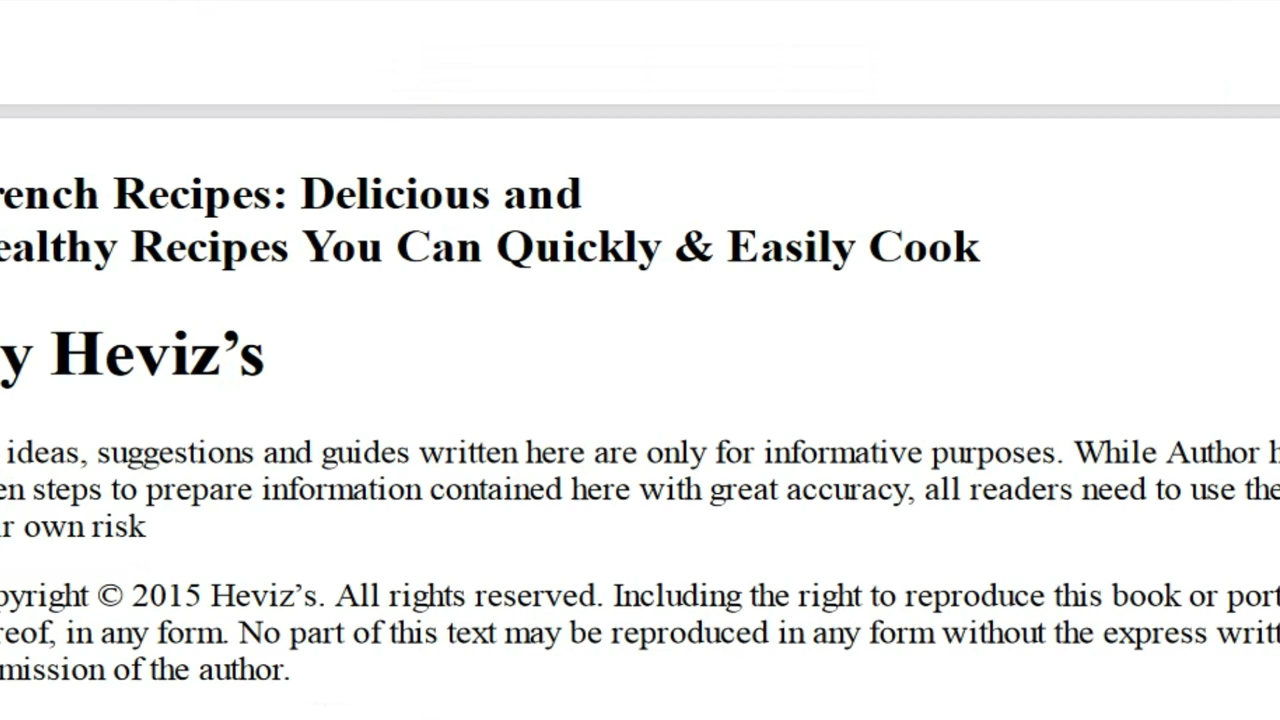 rench Recipes: Delicious and
ealthy Recipes You Can Quickly & Easily Cook
y Heviz’s
ideas, suggestions and guides written here are only for informative purposes. While Author h
en steps to prepare information contained here with great accuracy, all readers need to use the
ir own risk
pyright © 2015 Heviz’s. All rights reserved. Including the right to reproduce this book or port
reof, in any form. No part of this text may be reproduced in any form without the express writt
mission of the author.